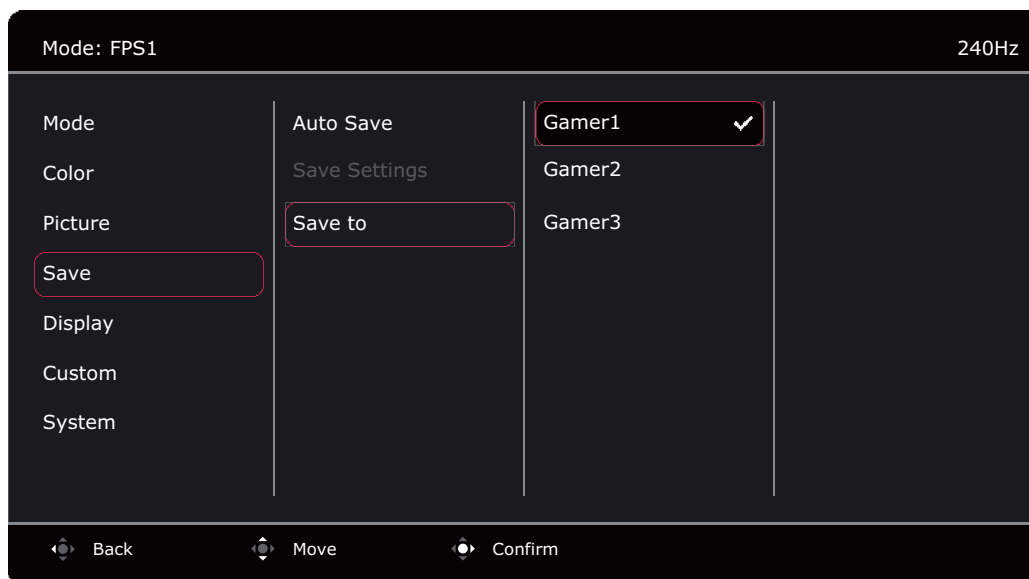 Mode: FPS1
240Hz
Mode
Color
Picture
Save
Display
Custom
System
Auto Save
Save Settings
Save to
Gamer1
Gamer2
Gamer3
Back
Move
Confirm